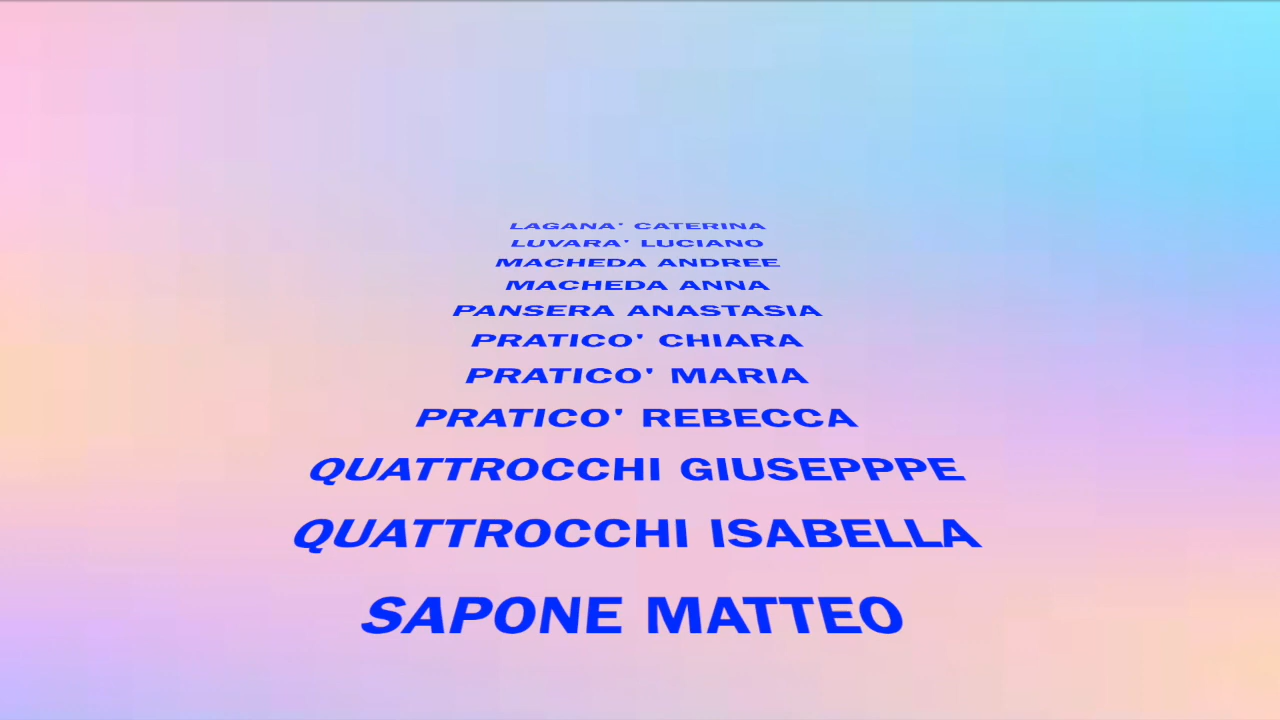 LAGANA' CATERINA
LUVARA' LUCIANO
MACHEDA ANDREE
MACHEDA ANNA
PANSERA ANASTASIA
PRATICO' CHIARA
PRATICO' MARIA
PRATICO' REBECCA
QUATTROCCHI GIUSEPPPE
QUATTROCCHI ISABELLA
SAPONE MATTEO